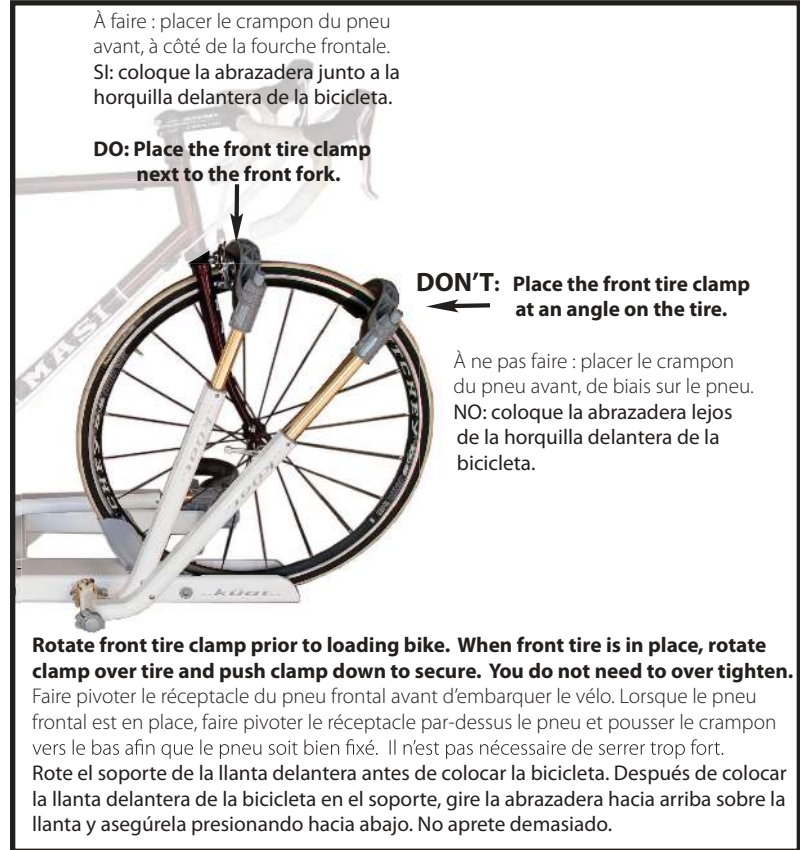 À faire : placer le crampon du pneu
avant, à côté de la fourche frontale.
SI: coloque la abrazadera junto a la
horquilla delantera de la bicicleta.
DO: Place the front tire clamp
next to the front fork.
DON'T: Place the front tire clamp
at an angle on the tire.
À ne pas faire : placer le crampon
du pneu avant, de biais sur le pneu.
NO: coloque la abrazadera lejos
de la horquilla delantera de la
bicicleta.
MASI
küat
Rotate front tire clamp prior to loading bike. When front tire is in place, rotate
clamp over tire and push clamp down to secure. You do not need to over tighten.
Faire pivoter le réceptacle du pneu frontal avant d'embarquer le vélo. Lorsque le pneu
frontal est en place, faire pivoter le réceptacle par-dessus le pneu et pousser le crampon
vers le bas afin que le pneu soit bien fixé. Il n'est pas nécessaire de serrer trop fort.
Rote el soporte de la llanta delantera antes de colocar la bicicleta. Después de colocar
la llanta delantera de la bicicleta en el soporte, gire la abrazadera hacia arriba sobre la
llanta y asegúrela presionando hacia abajo. No aprete demasiado.